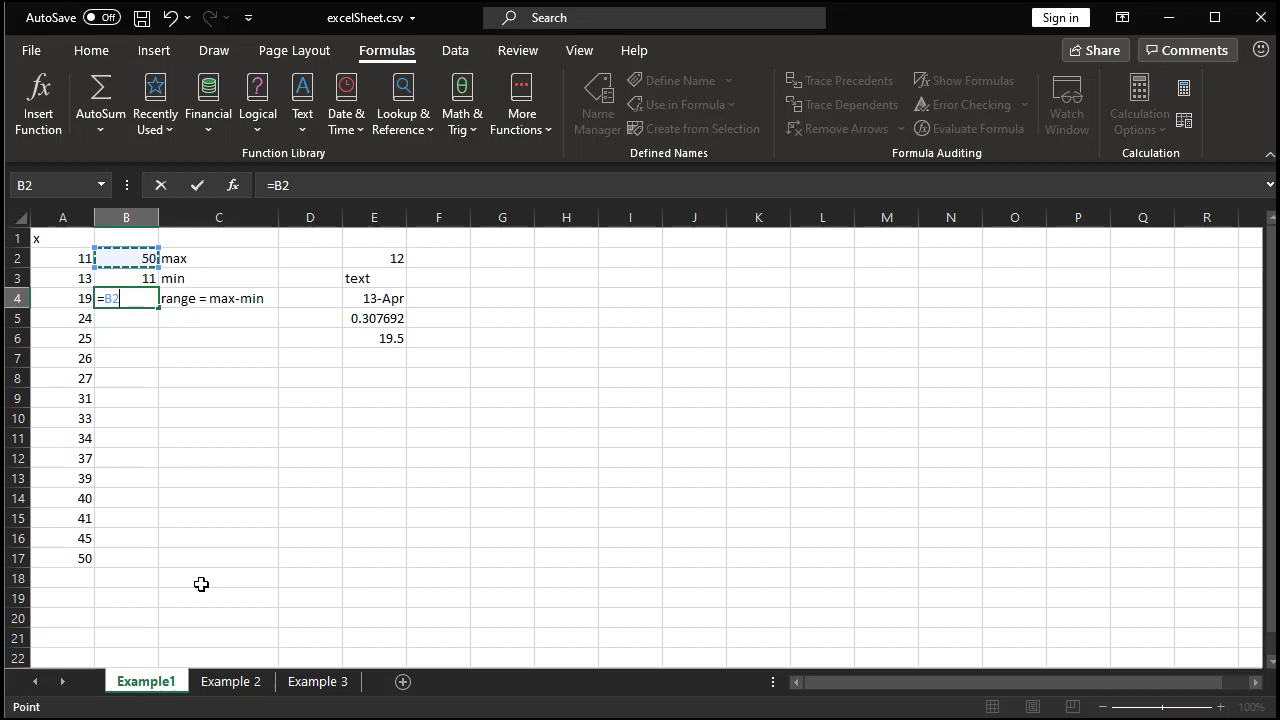 AutoSave Off excelSheet.csv Search Sign in
File Home Insert Draw Page Layout Formulas Data Review View Help Share Comments
Insert Function AutoSum Recently Used Financial Logical Text Date & Time Lookup & Reference Math & Trig More Functions
Function Library
Name Manager Define Name Use in Formula Create from Selection
Defined Names
Trace Precedents Trace Dependents Remove Arrows Show Formulas Error Checking Evaluate Formula
Formula Auditing
Watch Window
Calculation Options
Calculation
B2 fx =B2
A B C D E F G H I J K L M N O P Q R
1 x
2 11 50 max 12
3 13 11 min text
4 19 =B2 range = max-min 13-Apr
5 24 0.307692
6 25 19.5
7 26
8 27
9 31
10 33
11 34
12 37
13 39
14 40
15 41
16 45
17 50
18
19
20
21
22
Example1 Example 2 Example 3
Point 100%